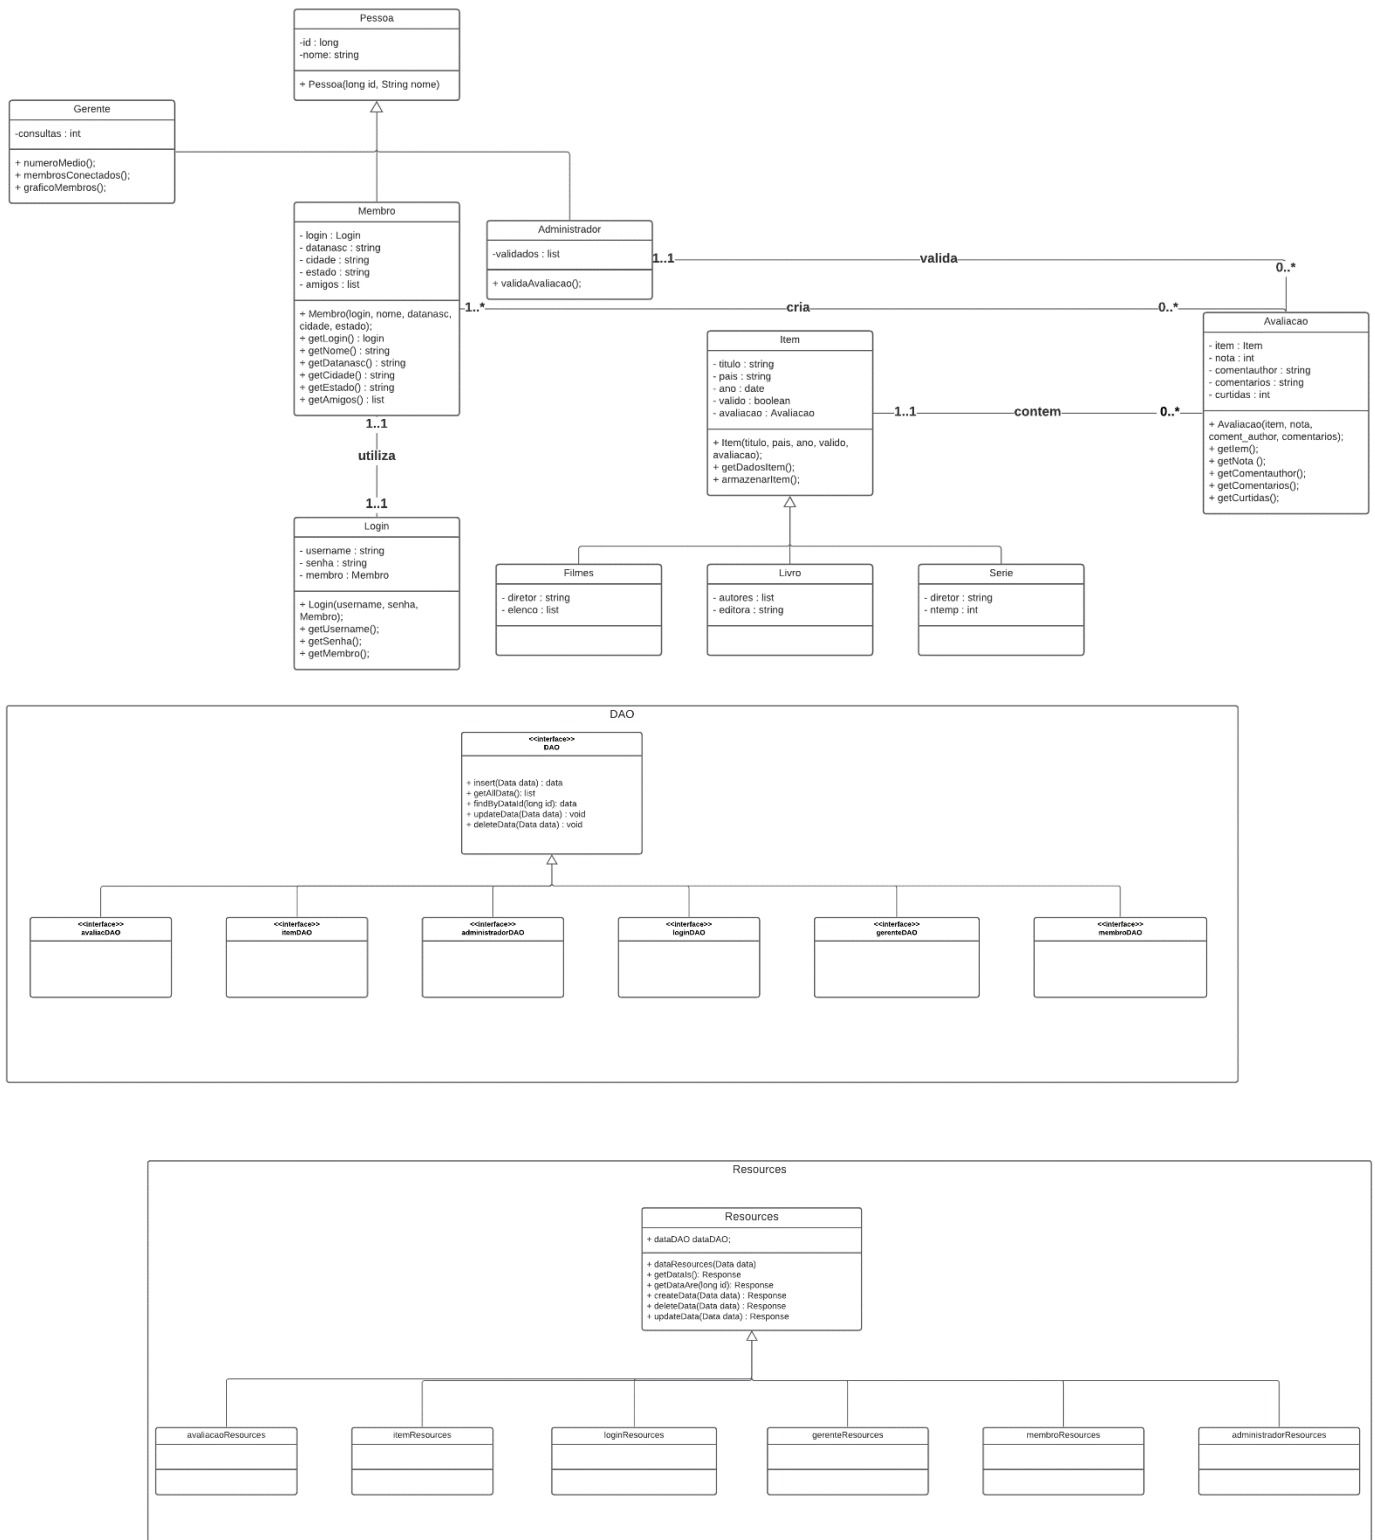 Pessoa
-id : long
-nome: string
+ Pessoa(long id, String nome)
Gerente
-consultas : int
+ numeroMedio();
+ membrosConectados();
+ graficoMembros();
Membro
- login : Login
- datanasc : string
- cidade : string
- estado : string
- amigos : list
+ Membro(login, nome, datanasc,
cidade, estado);
+ getLogin() : login
+ getNome() : string
+ getDatanasc() : string
+ getCidade() : string
+ getEstado() : string
+ getAmigos() : list
Administrador
-validados : list
+ validaAvaliacao();
1..1
valida
0..*
1..*
cria
0..*
Avaliacao
- item : Item
- nota : int
- comentauthor : string
- comentarios : string
- curtidas : int
+ Avaliacao(item, nota,
coment_author, comentarios);
+ getIem();
+ getNota ();
+ getComentauthor();
+ getComentarios();
+ getCurtidas();
Item
- titulo : string
- pais : string
- ano : date
- valido : boolean
- avaliacao : Avaliacao
+ Item(titulo, pais, ano, valido,
avaliacao);
+ getDadosItem();
+ armazenarItem();
1..1
contem
0..*
1..1
utiliza
1..1
Login
- username : string
- senha : string
- membro : Membro
+ Login(username, senha,
Membro);
+ getUsername();
+ getSenha();
+ getMembro();
Filmes
- diretor : string
- elenco : list
Livro
- autores : list
- editora : string
Serie
- diretor : string
- ntemp : int
DAO
<<interface>>
DAO
+ insert(Data data) : data
+ getAllData(): list
+ findByDataId(long id): data
+ updateData(Data data) : void
+ deleteData(Data data) : void
<<interface>>
avaliacDAO
<<interface>>
itemDAO
<<interface>>
administradorDAO
<<interface>>
loginDAO
<<interface>>
gerenteDAO
<<interface>>
membroDAO
Resources
Resources
+ dataDAO dataDAO;
+ dataResources(Data data)
+ getDataIs(): Response
+ getDataAre(long id): Response
+ createData(Data data) : Response
+ deleteData(Data data) : Response
+ updateData(Data data) : Response
avaliacaoResources
itemResources
loginResources
gerenteResources
membroResources
administradorResources